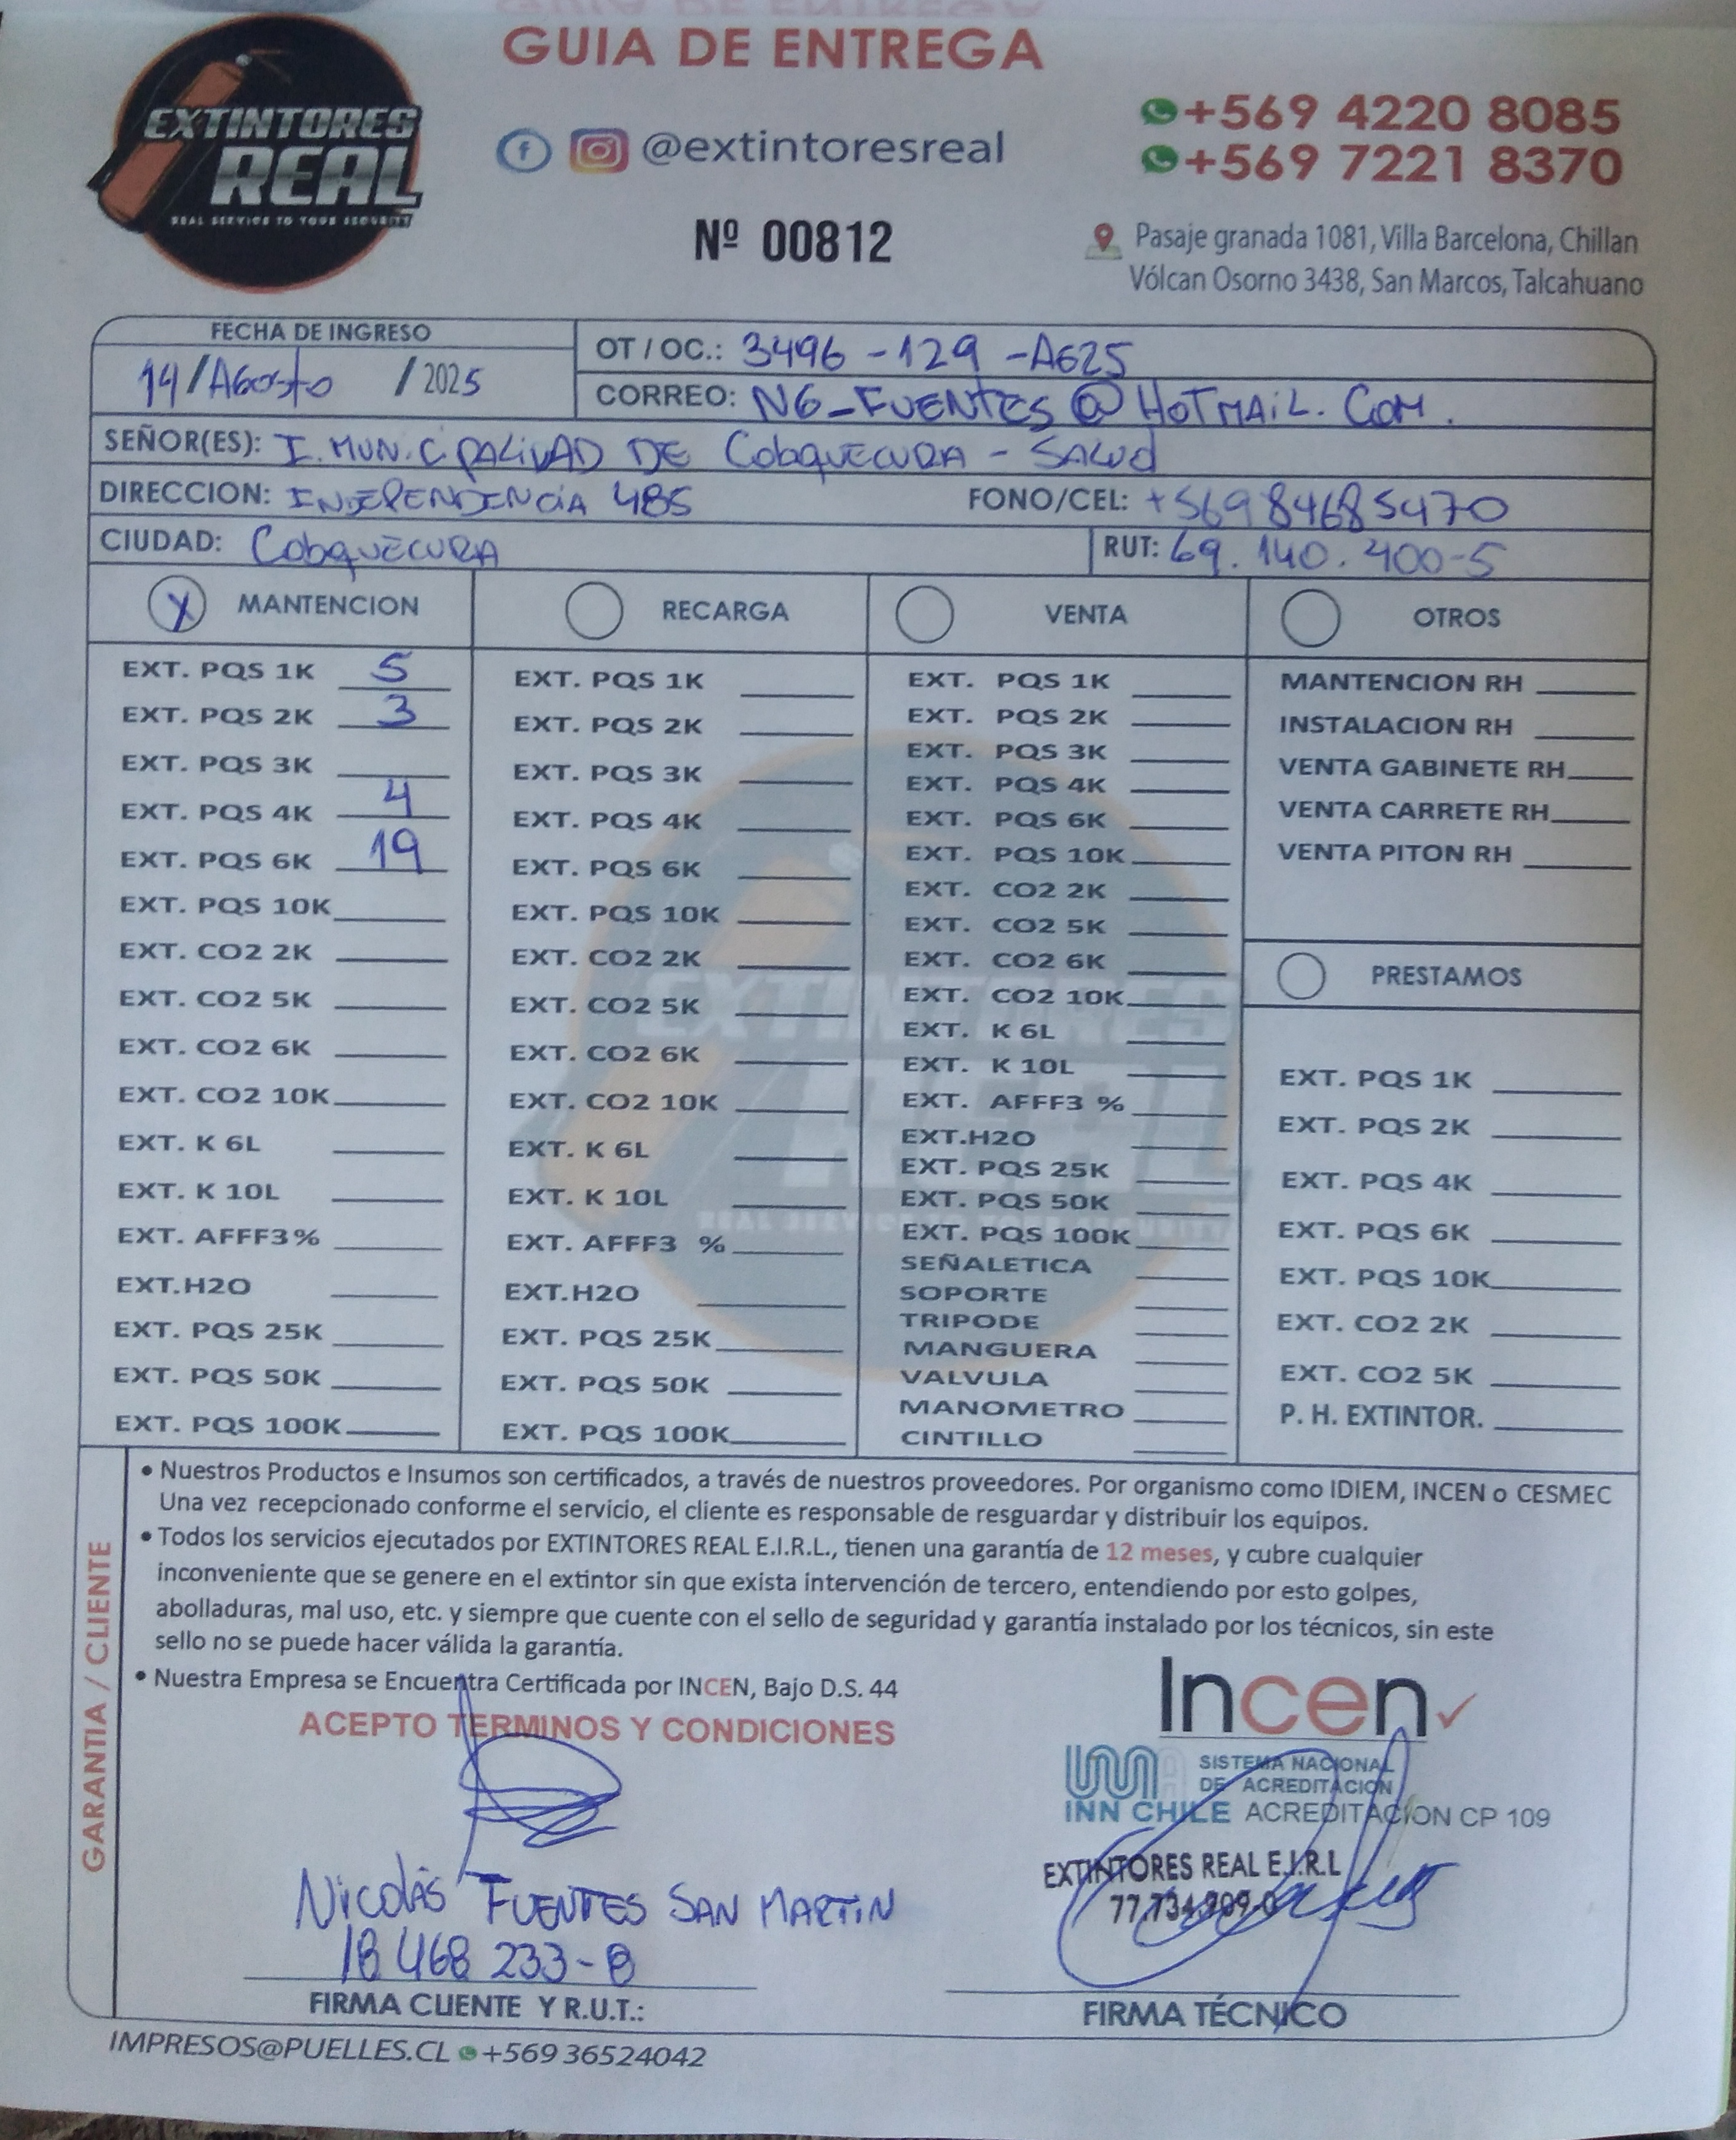 GUIA DE ENTREGA
EXTINTORES
REAL
REAL SERVICE TO YOUR SECURITY
@extintoresreal
+569 4220 8085
+569 7221 8370
Nº 00812
Pasaje granada 1081, Villa Barcelona, Chillan
Vólcan Osorno 3438, San Marcos, Talcahuano
FECHA DE INGRESO
14/Agosto /2025
OT / OC.: 3496-129-AG25
CORREO: NG_FUENTES@HOTMAIL.COM.
SEÑOR(ES): I. MUNICIPALIDAD DE COBQUECURA - SALUD
DIRECCION: INDEPENDENCIA 485 FONO/CEL: +56984685470
CIUDAD: COBQUECURA RUT: 69.140.400-5
X MANTENCION
EXT. PQS 1K 5
EXT. PQS 2K 3
EXT. PQS 3K
EXT. PQS 4K 4
EXT. PQS 6K 19
EXT. PQS 10K
EXT. CO2 2K
EXT. CO2 5K
EXT. CO2 6K
EXT. CO2 10K
EXT. K 6L
EXT. K 10L
EXT. AFFF3%
EXT.H2O
EXT. PQS 25K
EXT. PQS 50K
EXT. PQS 100K
RECARGA
EXT. PQS 1K
EXT. PQS 2K
EXT. PQS 3K
EXT. PQS 4K
EXT. PQS 6K
EXT. PQS 10K
EXT. CO2 2K
EXT. CO2 5K
EXT. CO2 6K
EXT. CO2 10K
EXT. K 6L
EXT. K 10L
EXT. AFFF3 %
EXT.H2O
EXT. PQS 25K
EXT. PQS 50K
EXT. PQS 100K
VENTA
EXT. PQS 1K
EXT. PQS 2K
EXT. PQS 3K
EXT. PQS 4K
EXT. PQS 6K
EXT. PQS 10K
EXT. CO2 2K
EXT. CO2 5K
EXT. CO2 6K
EXT. CO2 10K
EXT. K 6L
EXT. K 10L
EXT. AFFF3 %
EXT.H2O
EXT. PQS 25K
EXT. PQS 50K
EXT. PQS 100K
SEÑALETICA
SOPORTE
TRIPODE
MANGUERA
VALVULA
MANOMETRO
CINTILLO
OTROS
MANTENCION RH
INSTALACION RH
VENTA GABINETE RH
VENTA CARRETE RH
VENTA PITON RH
PRESTAMOS
EXT. PQS 1K
EXT. PQS 2K
EXT. PQS 4K
EXT. PQS 6K
EXT. PQS 10K
EXT. CO2 2K
EXT. CO2 5K
P. H. EXTINTOR.
GARANTIA / CLIENTE
• Nuestros Productos e Insumos son certificados, a través de nuestros proveedores. Por organismo como IDIEM, INCEN o CESMEC
Una vez recepcionado conforme el servicio, el cliente es responsable de resguardar y distribuir los equipos.
• Todos los servicios ejecutados por EXTINTORES REAL E.I.R.L., tienen una garantía de 12 meses, y cubre cualquier
inconveniente que se genere en el extintor sin que exista intervención de tercero, entendiendo por esto golpes,
abolladuras, mal uso, etc. y siempre que cuente con el sello de seguridad y garantía instalado por los técnicos, sin este
sello no se puede hacer válida la garantía.
• Nuestra Empresa se Encuentra Certificada por INCEN, Bajo D.S. 44
ACEPTO TERMINOS Y CONDICIONES
Incen
SISTEMA NACIONAL
DE ACREDITACION
INN CHILE ACREDITACION CP 109
EXTINTORES REAL E.I.R.L
77.734.909-0
Nicolás FUENTES SAN MARTIN
18 468 233-8
FIRMA CLIENTE Y R.U.T.:
FIRMA TÉCNICO
IMPRESOS@PUELLES.CL +569 36524042